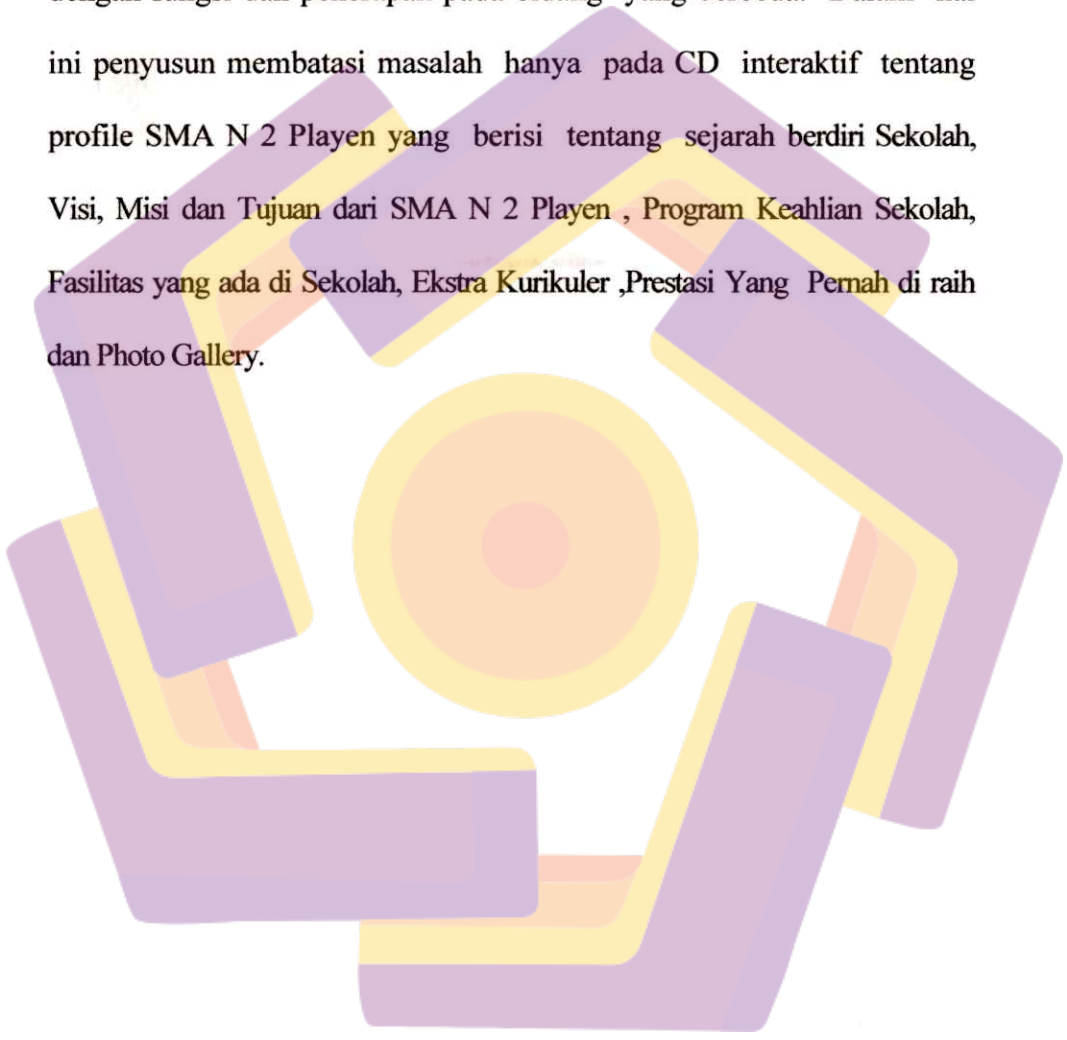 ini penyusun membatasi masalah hanya pada CD interaktif tentang
profile SMA N 2 Playen yang berisi tentang sejarah berdiri Sekolah,
Visi, Misi dan Tujuan dari SMA N 2 Playen , Program Keahlian Sekolah,
Fasilitas yang ada di Sekolah, Ekstra Kurikuler ,Prestasi Yang Pernah di raih
dan Photo Gallery.